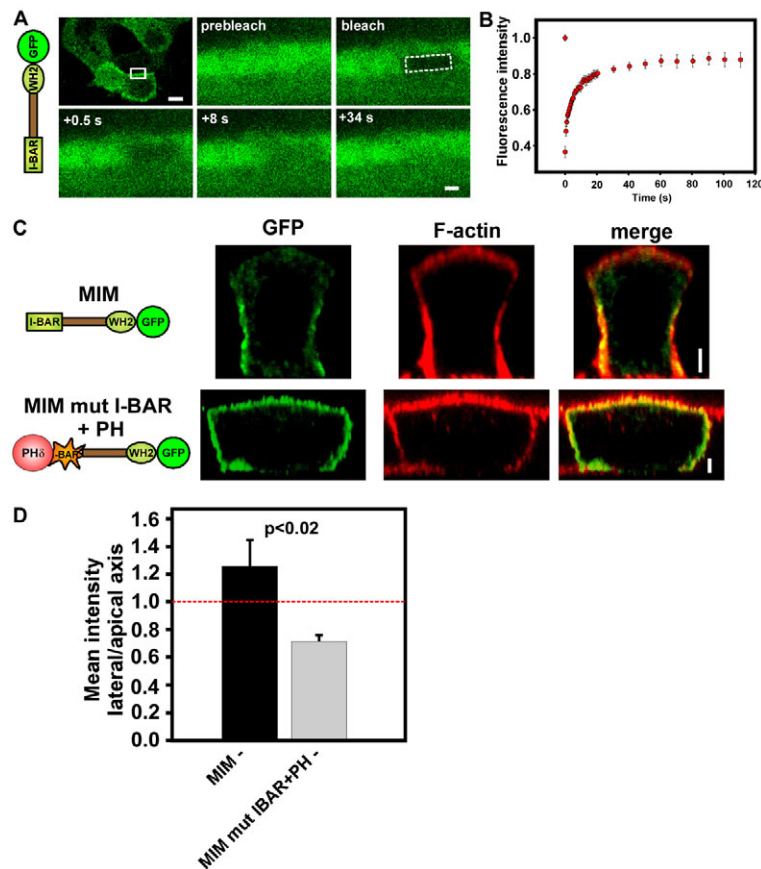 A
GFP
WH2
I-BAR
prebleach
bleach
+0.5 s
+8 s
+34 s
B
Fluorescence intensity
1.0
0.8
0.6
0.4
0
20
40
60
80
100
120
Time (s)
C
GFP
F-actin
merge
MIM
I-BAR
WH2
GFP
MIM mut I-BAR
+ PH
PHδ
I-BAR
WH2
GFP
D
Mean intensity
lateral/apical axis
1.6
1.4
1.2
1.0
0.8
0.6
0.4
0.2
0.0
p<0.02
MIM -
MIM mut IBAR+PH -